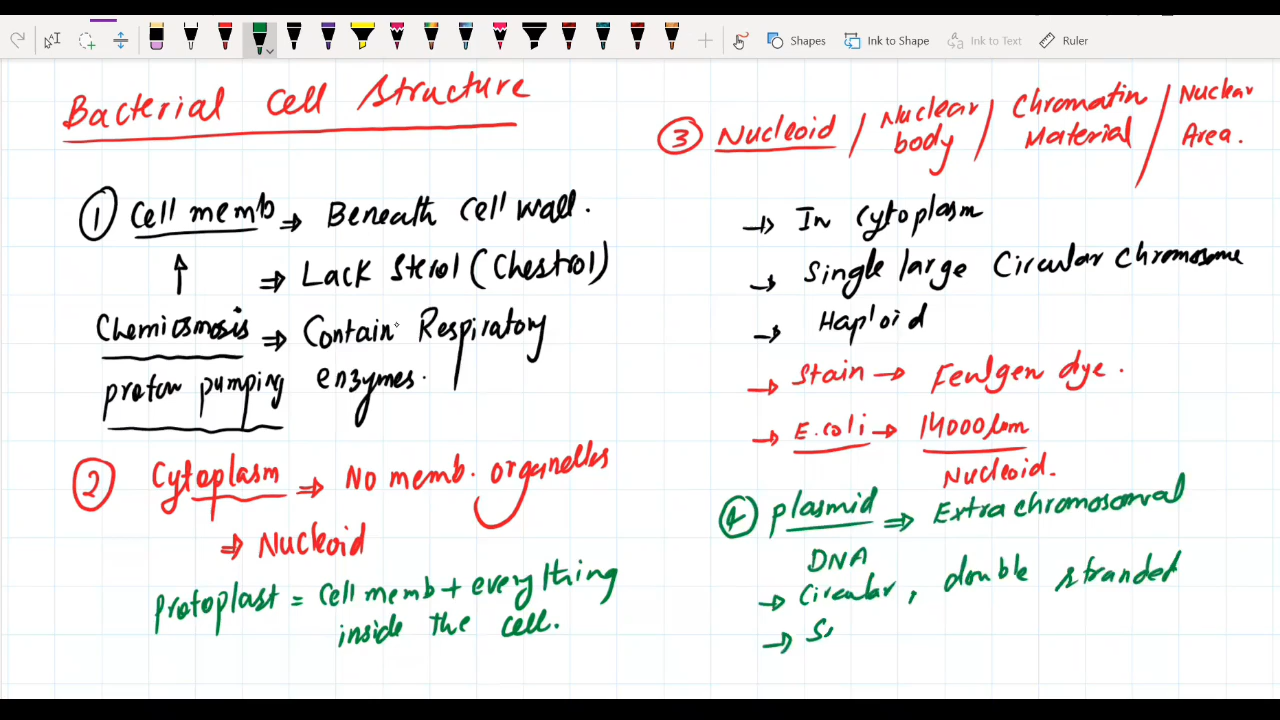 Shapes Ink to Shape Ink to Text Ruler
Bacterial Cell Structure
① Cell memb ⇒ Beneath Cell wall.
⇒ Lack Sterol (Chestrol)
Chemiosmosis ⇒ Contain Respiratory
proton pumping enzymes.
② Cytoplasm ⇒ No memb. organelles
⇒ Nucleoid
protoplast = Cell memb + everything
inside the cell.
③ Nucleoid / Nuclear body / Chromatin Material / Nuclear Area.
→ In Cytoplasm
→ Single large Circular Chromosome
→ Haploid
→ Stain → Feulgen dye.
→ E.coli → 14000 μm
Nucleoid.
④ plasmid ⇒ Extra chromosomal
DNA
→ Circular, double stranded
→ S